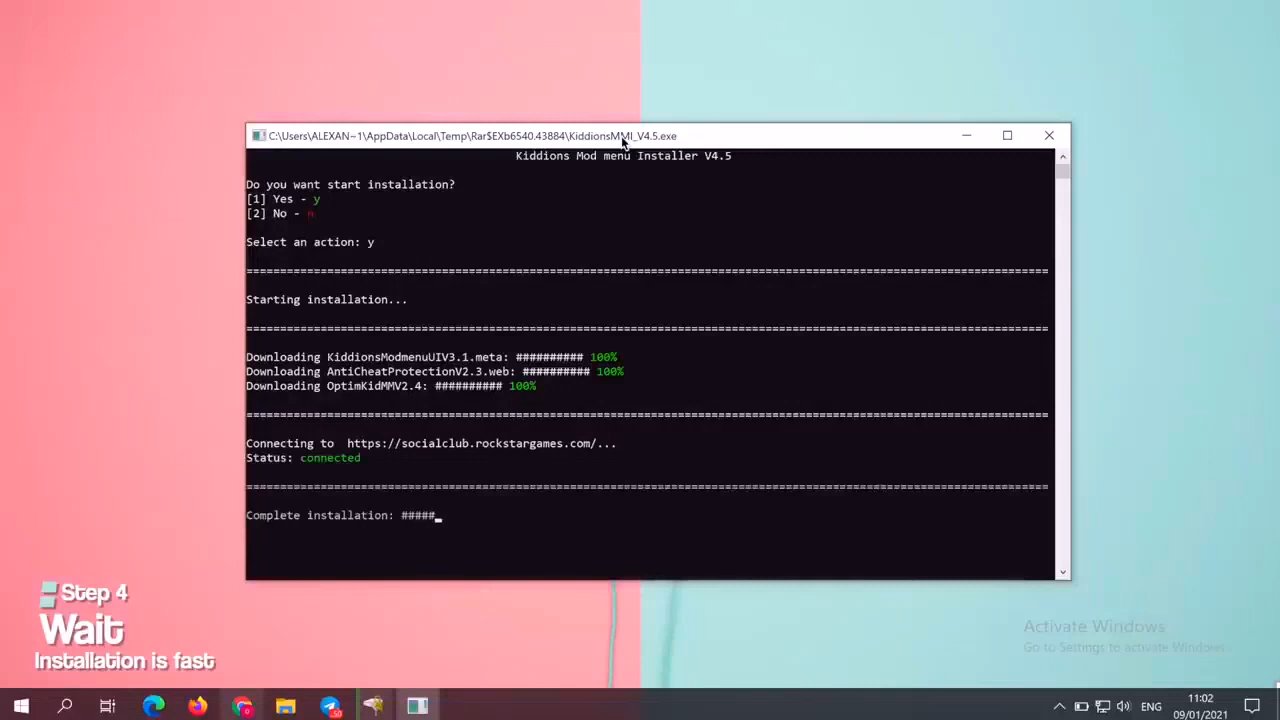 C:\Users\ALEXAN~1\AppData\Local\Temp\Rar$EXb6540.43884\KiddionsMMI_V4.5.exe
Kiddions Mod menu Installer V4.5
Do you want start installation?
[1] Yes - y
[2] No - n
Select an action: y
================================================================================
Starting installation...
================================================================================
Downloading KiddionsModmenuUIV3.1.meta: ########## 100%
Downloading AntiCheatProtectionV2.3.web: ########## 100%
Downloading OptimKidMMV2.4: ########## 100%
================================================================================
Connecting to  https://socialclub.rockstargames.com/...
Status: connected
================================================================================
Complete installation: #####_
Step 4
Wait
Installation is fast
Activate Windows
Go to Settings to activate Windows.
50
ENG
11:02
09/01/2021